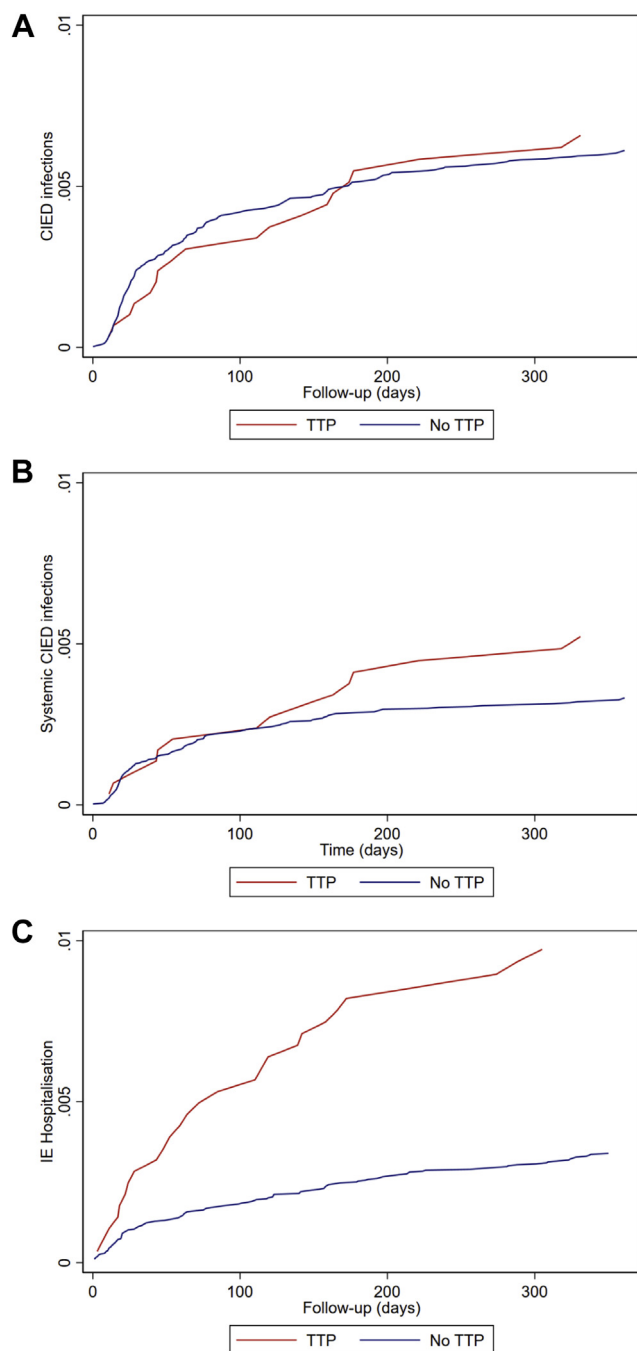 A
CIED infections
.01
.005
0
0 100 200 300
Follow-up (days)
TTP No TTP
B
Systemic CIED infections
.01
.005
0
0 100 200 300
Time (days)
TTP No TTP
C
IE Hospitalisation
.01
.005
0
0 100 200 300
Follow-up (days)
TTP No TTP